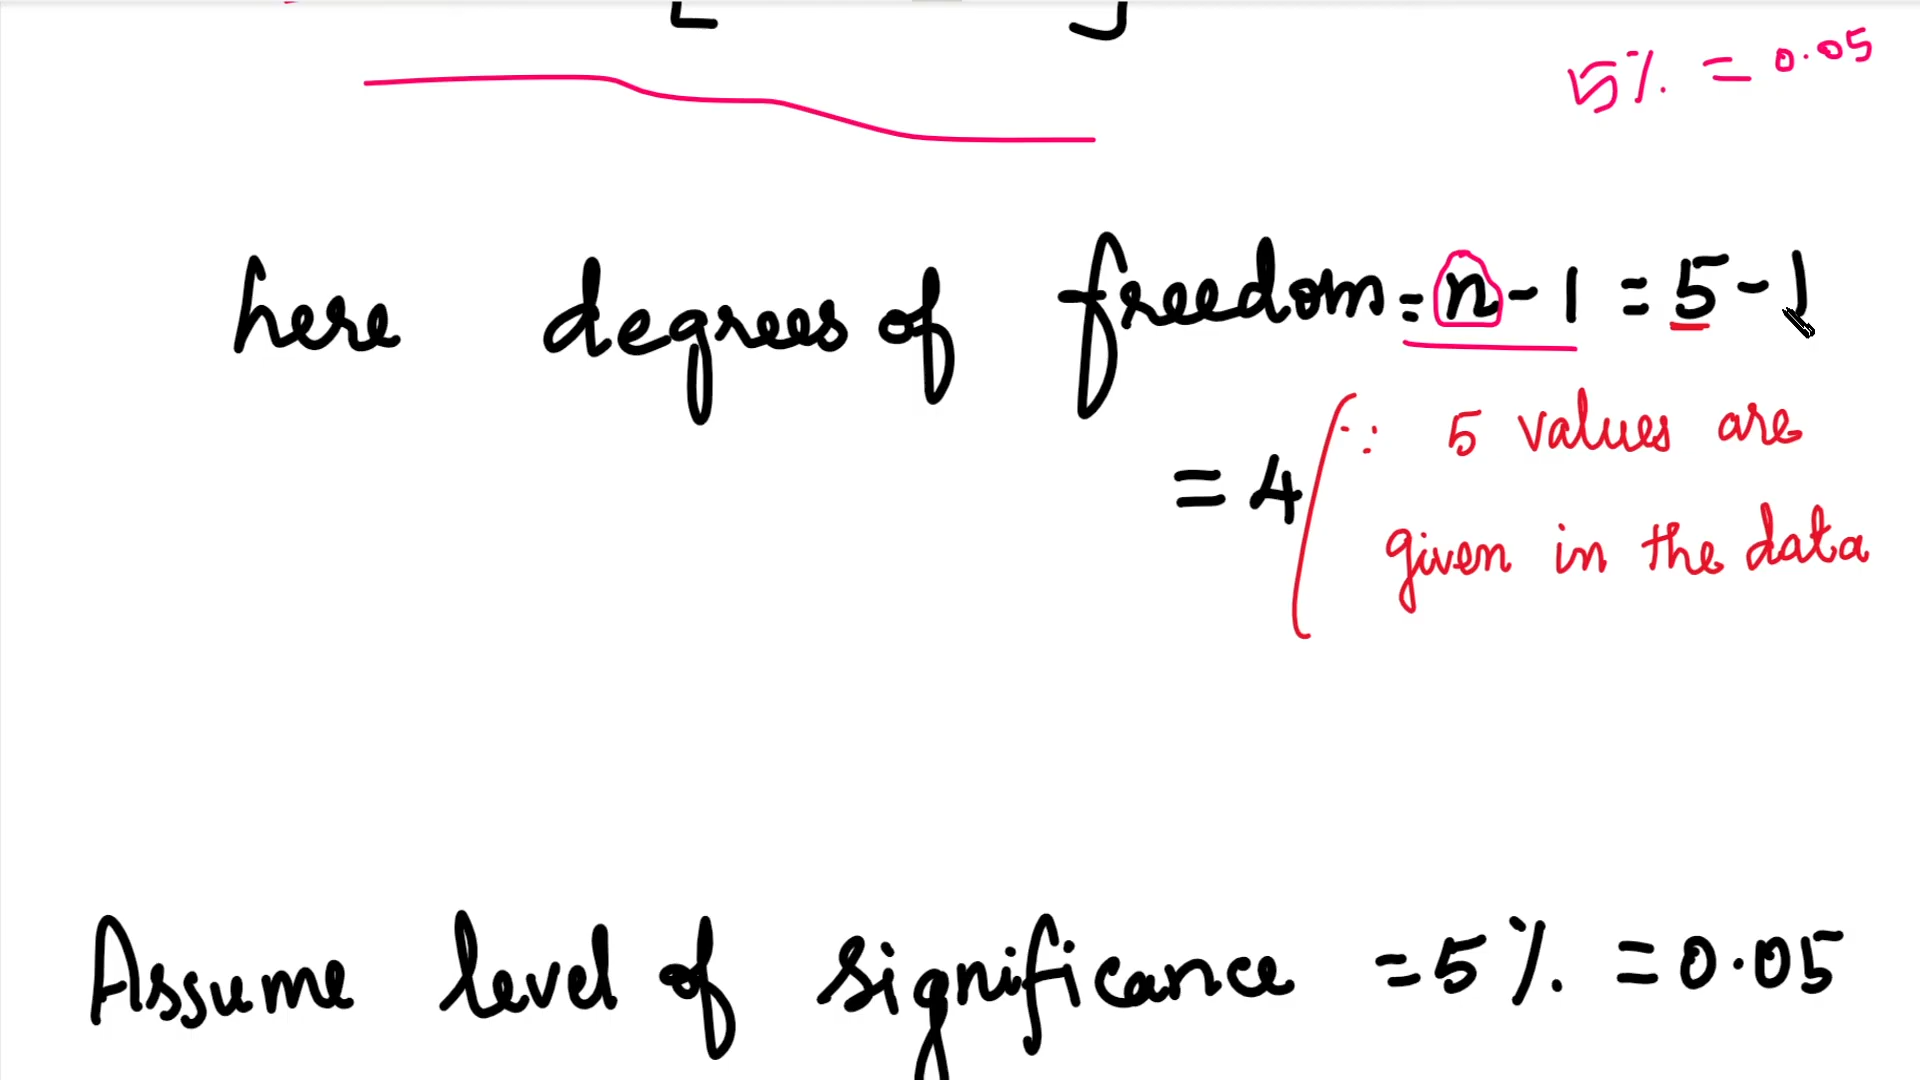 5% = 0.05
here degrees of freedom = n - 1 = 5 - 1
= 4
∵ 5 values are
given in the data
Assume level of significance = 5% = 0.05